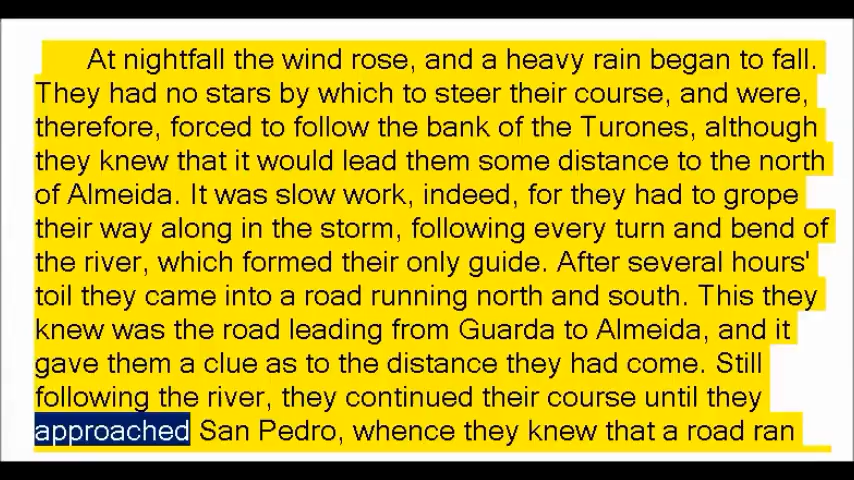 At nightfall the wind rose, and a heavy rain began to fall.
They had no stars by which to steer their course, and were,
therefore, forced to follow the bank of the Turones, although
they knew that it would lead them some distance to the north
of Almeida. It was slow work, indeed, for they had to grope
their way along in the storm, following every turn and bend of
the river, which formed their only guide. After several hours'
toil they came into a road running north and south. This they
knew was the road leading from Guarda to Almeida, and it
gave them a clue as to the distance they had come. Still
following the river, they continued their course until they
approached San Pedro, whence they knew that a road ran